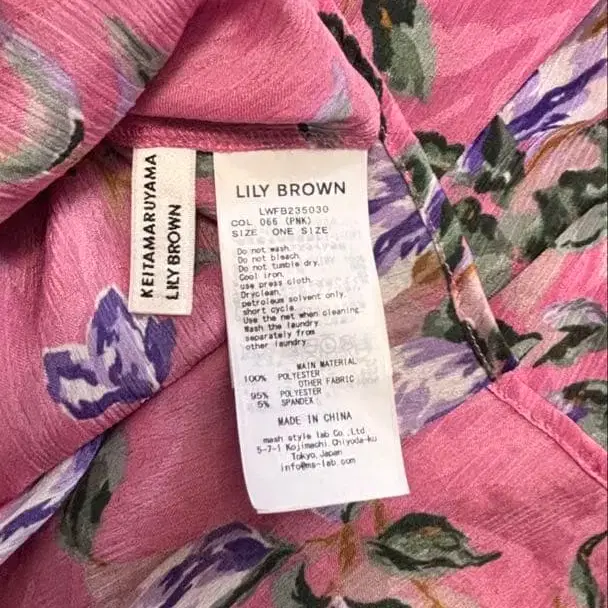 KEITAMARUYAMA
LILY BROWN
LILY BROWN
LWFB235030
COL 066 (PNK)
SIZE ONE SIZE
Do not wash.
Do not bleach.
Do not tumble dry.
Cool iron.
use press cloth.
Dryclean.
petroleum solvent only.
short cycle.
Use the net when cleaning.
Wash the laundry
separately from
other laundry
MAIN MATERIAL
100% POLYESTER
OTHER FABRIC
95% POLYESTER
5% SPANDEX
MADE IN CHINA
mash style lab Co.,Ltd
5-7-1 Kojimachi.Chiyoda-ku
Tokyo.Japan
info@ms-lab.com